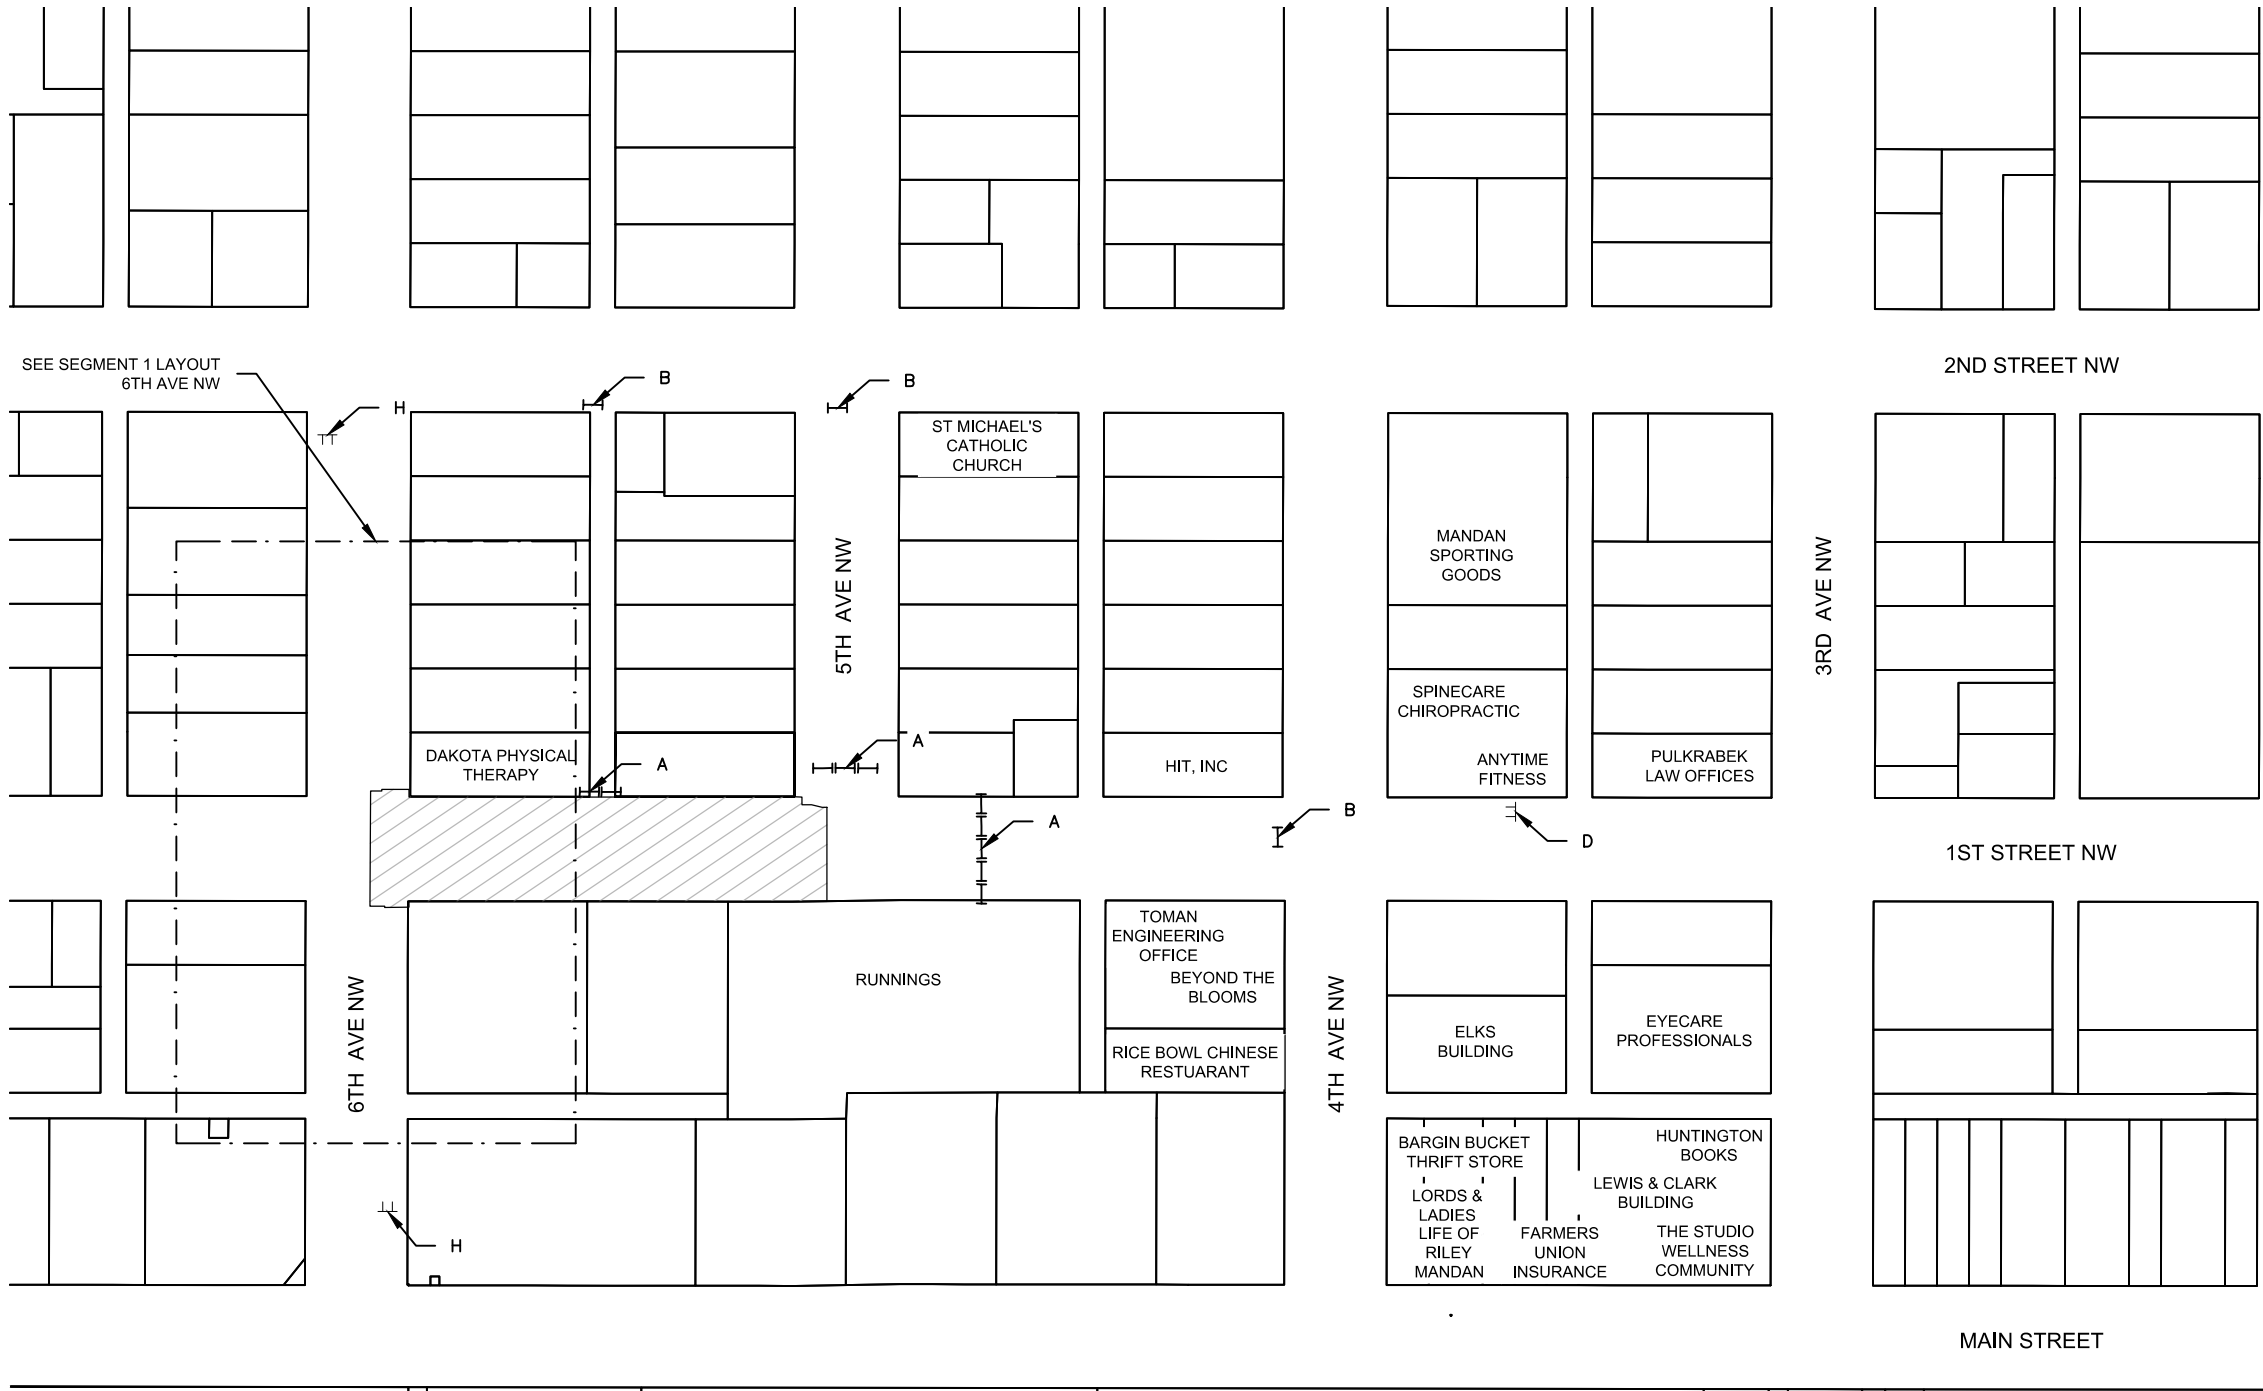 2ND STREET NW
SEE SEGMENT 1 LAYOUT
6TH AVE NW
H
B
B
ST MICHAEL'S
CATHOLIC
CHURCH
MANDAN
SPORTING
GOODS
5TH AVE NW
3RD AVE NW
SPINECARE
CHIROPRACTIC
DAKOTA PHYSICAL
THERAPY
A
A
HIT, INC
ANYTIME
FITNESS
PULKRABEK
LAW OFFICES
A
B
D
1ST STREET NW
TOMAN
ENGINEERING
OFFICE
BEYOND THE
BLOOMS
RUNNINGS
6TH AVE NW
4TH AVE NW
RICE BOWL CHINESE
RESTUARANT
ELKS
BUILDING
EYECARE
PROFESSIONALS
BARGIN BUCKET
THRIFT STORE
HUNTINGTON
BOOKS
LORDS &
LADIES
LIFE OF
RILEY
MANDAN
LEWIS & CLARK
BUILDING
FARMERS
UNION
INSURANCE
THE STUDIO
WELLNESS
COMMUNITY
H
MAIN STREET